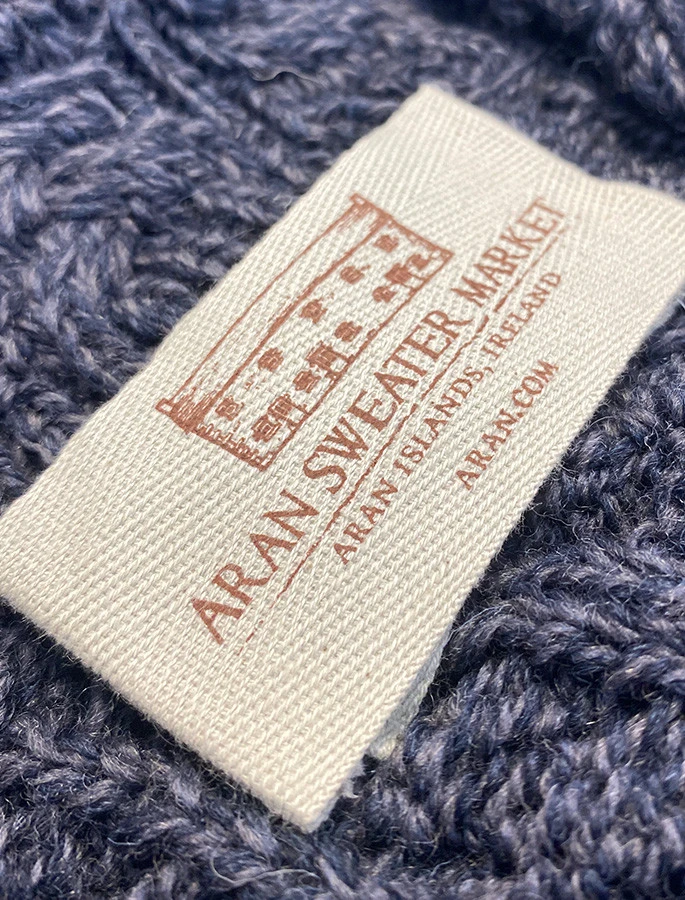 ARAN SWEATER MARKET
ARAN ISLANDS, IRELAND
ARAN.COM